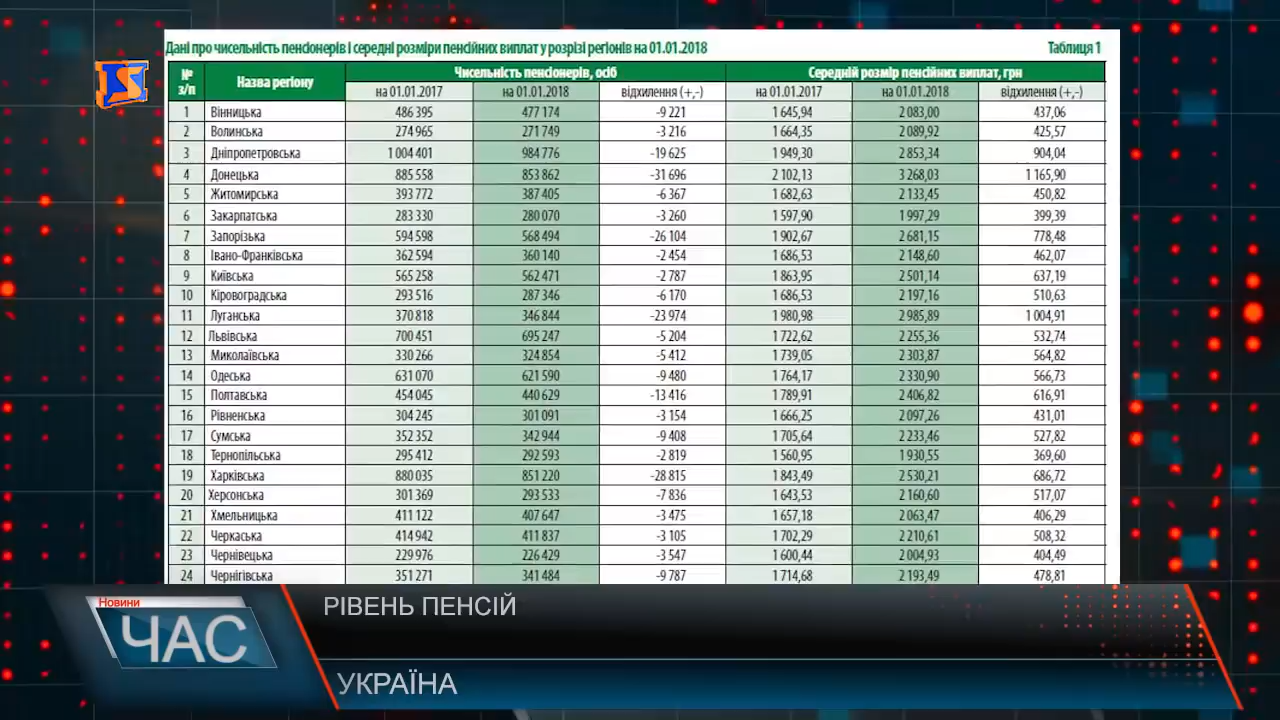 Дані про чисельність пенсіонерів і середні розміри пенсійних виплат у розрізі регіонів на 01.01.2018 Таблиця 1
№ з/п Назва регіону Чисельність пенсіонерів, осіб Середній розмір пенсійних виплат, грн
на 01.01.2017 на 01.01.2018 відхилення (+,-) на 01.01.2017 на 01.01.2018 відхилення (+,-)
1 Вінницька 486 395 477 174 -9 221 1 645,94 2 083,00 437,06
2 Волинська 274 965 271 749 -3 216 1 664,35 2 089,92 425,57
3 Дніпропетровська 1 004 401 984 776 -19 625 1 949,30 2 853,34 904,04
4 Донецька 885 558 853 862 -31 696 2 102,13 3 268,03 1 165,90
5 Житомирська 393 772 387 405 -6 367 1 682,63 2 133,45 450,82
6 Закарпатська 283 330 280 070 -3 260 1 597,90 1 997,29 399,39
7 Запорізька 594 598 568 494 -26 104 1 902,67 2 681,15 778,48
8 Івано-Франківська 362 594 360 140 -2 454 1 686,53 2 148,60 462,07
9 Київська 565 258 562 471 -2 787 1 863,95 2 501,14 637,19
10 Кіровоградська 293 516 287 346 -6 170 1 686,53 2 197,16 510,63
11 Луганська 370 818 346 844 -23 974 1 980,98 2 985,89 1 004,91
12 Львівська 700 451 695 247 -5 204 1 722,62 2 255,36 532,74
13 Миколаївська 330 266 324 854 -5 412 1 739,05 2 303,87 564,82
14 Одеська 631 070 621 590 -9 480 1 764,17 2 330,90 566,73
15 Полтавська 454 045 440 629 -13 416 1 789,91 2 406,82 616,91
16 Рівненська 304 245 301 091 -3 154 1 666,25 2 097,26 431,01
17 Сумська 352 352 342 944 -9 408 1 705,64 2 233,46 527,82
18 Тернопільська 295 412 292 593 -2 819 1 560,95 1 930,55 369,60
19 Харківська 880 035 851 220 -28 815 1 843,49 2 530,21 686,72
20 Херсонська 301 369 293 533 -7 836 1 643,53 2 160,60 517,07
21 Хмельницька 411 122 407 647 -3 475 1 657,18 2 063,47 406,29
22 Черкаська 414 942 411 837 -3 105 1 702,29 2 210,61 508,32
23 Чернівецька 229 976 226 429 -3 547 1 600,44 2 004,93 404,49
24 Чернігівська 351 271 341 484 -9 787 1 714,68 2 193,49 478,81
Новини
ЧАС
РІВЕНЬ ПЕНСІЙ
УКРАЇНА